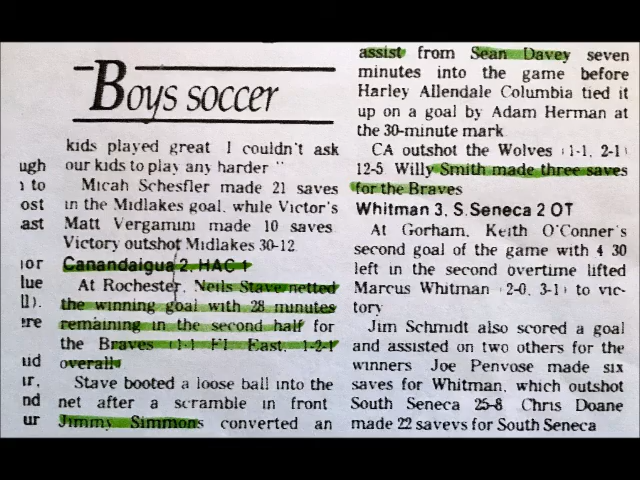 Boys soccer
kids played great I couldn't ask
our kids to play any harder "
Micah Schesfler made 21 saves
in the Midlakes goal, while Victor's
Matt Vergamini made 10 saves
Victory outshot Midlakes 30-12
Canandaigua 2, HAC 1
At Rochester, Neils Stave netted
the winning goal with 28 minutes
remaining in the second half for
the Braves (1-1 FL East, 1-2-1
overall)
Stave booted a loose ball into the
net after a scramble in front
Jimmy Simmons converted an
assist from Sean Davey seven
minutes into the game before
Harley Allendale Columbia tied it
up on a goal by Adam Herman at
the 30-minute mark
CA outshot the Wolves (1-1, 2-1)
12-5 Willy Smith made three saves
for the Braves
Whitman 3, S. Seneca 2 OT
At Gorham, Keith O'Conner's
second goal of the game with 4 30
left in the second overtime lifted
Marcus Whitman (2-0, 3-1) to vic-
tory
Jim Schmidt also scored a goal
and assisted on two others for the
winners Joe Penvose made six
saves for Whitman, which outshot
South Seneca 25-8 Chris Doane
made 22 savevs for South Seneca